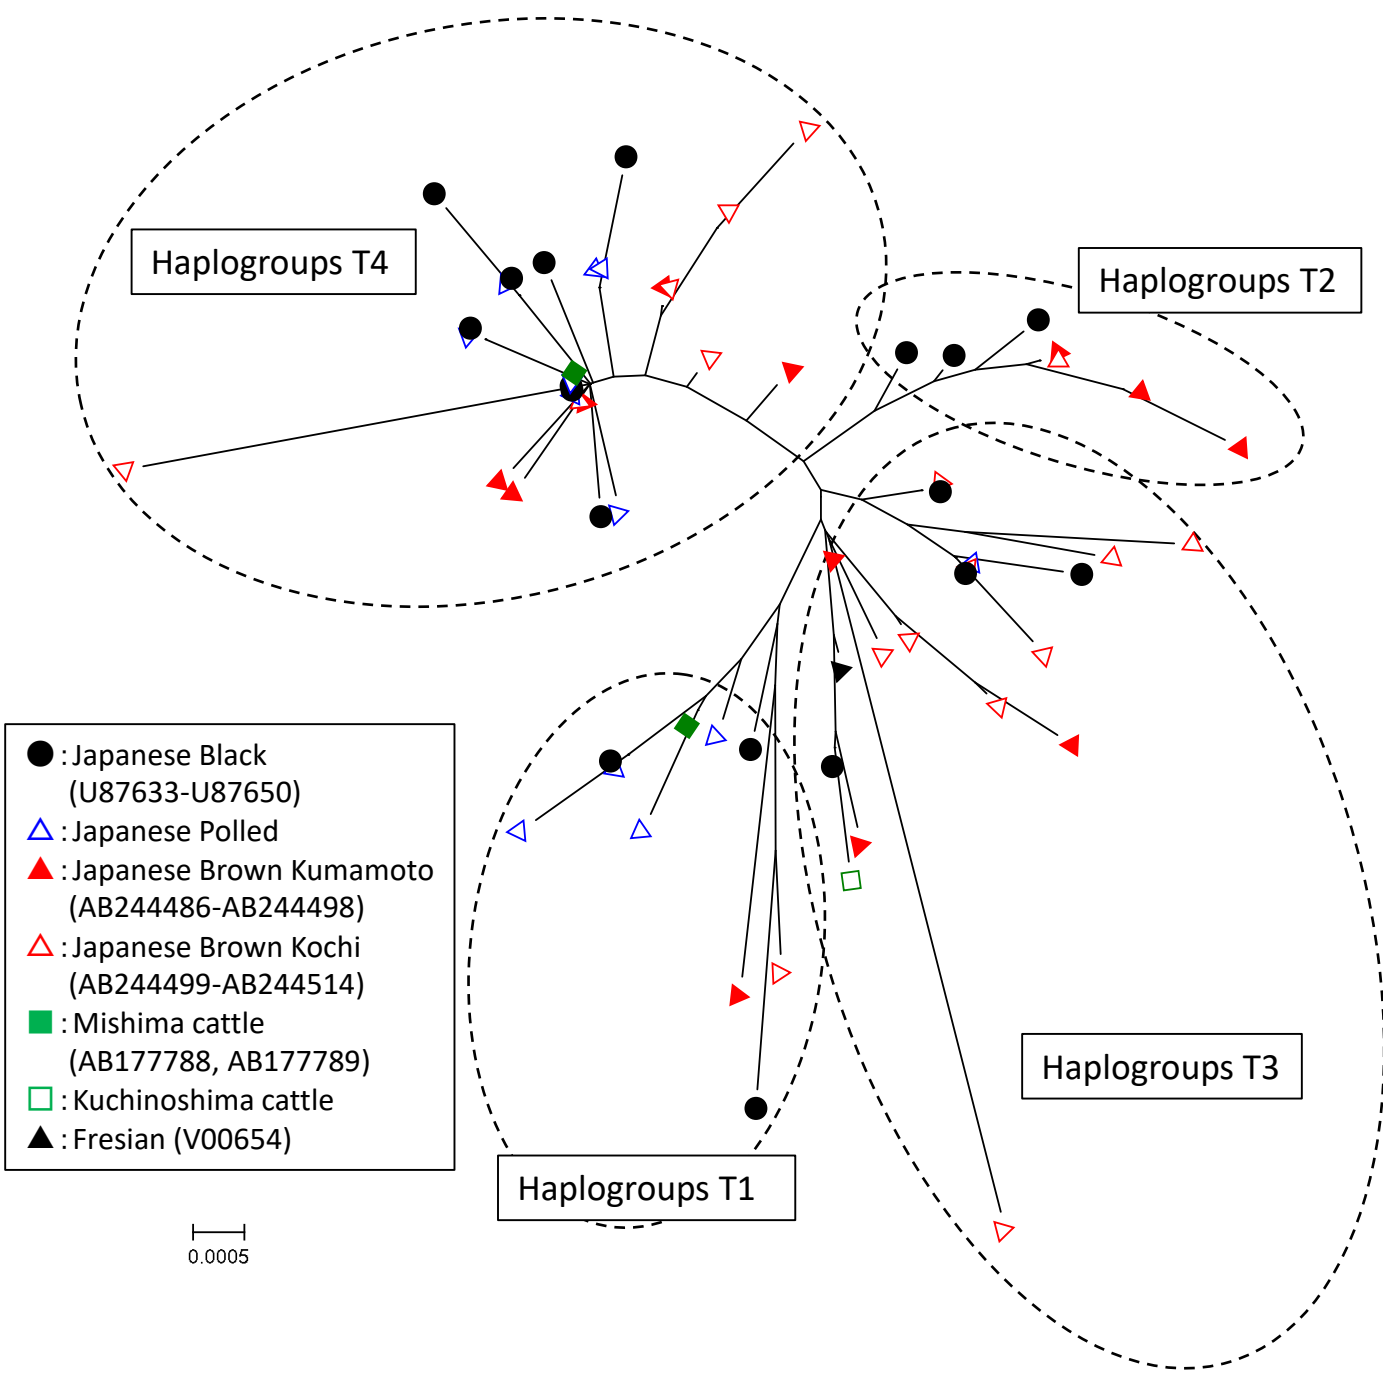 Haplogroups T4
Haplogroups T2
: Japanese Black
(U87633-U87650)
: Japanese Polled
: Japanese Brown Kumamoto
(AB244486-AB244498)
: Japanese Brown Kochi
(AB244499-AB244514)
: Mishima cattle
(AB177788, AB177789)
: Kuchinoshima cattle
: Fresian (V00654)
Haplogroups T3
Haplogroups T1
0.0005